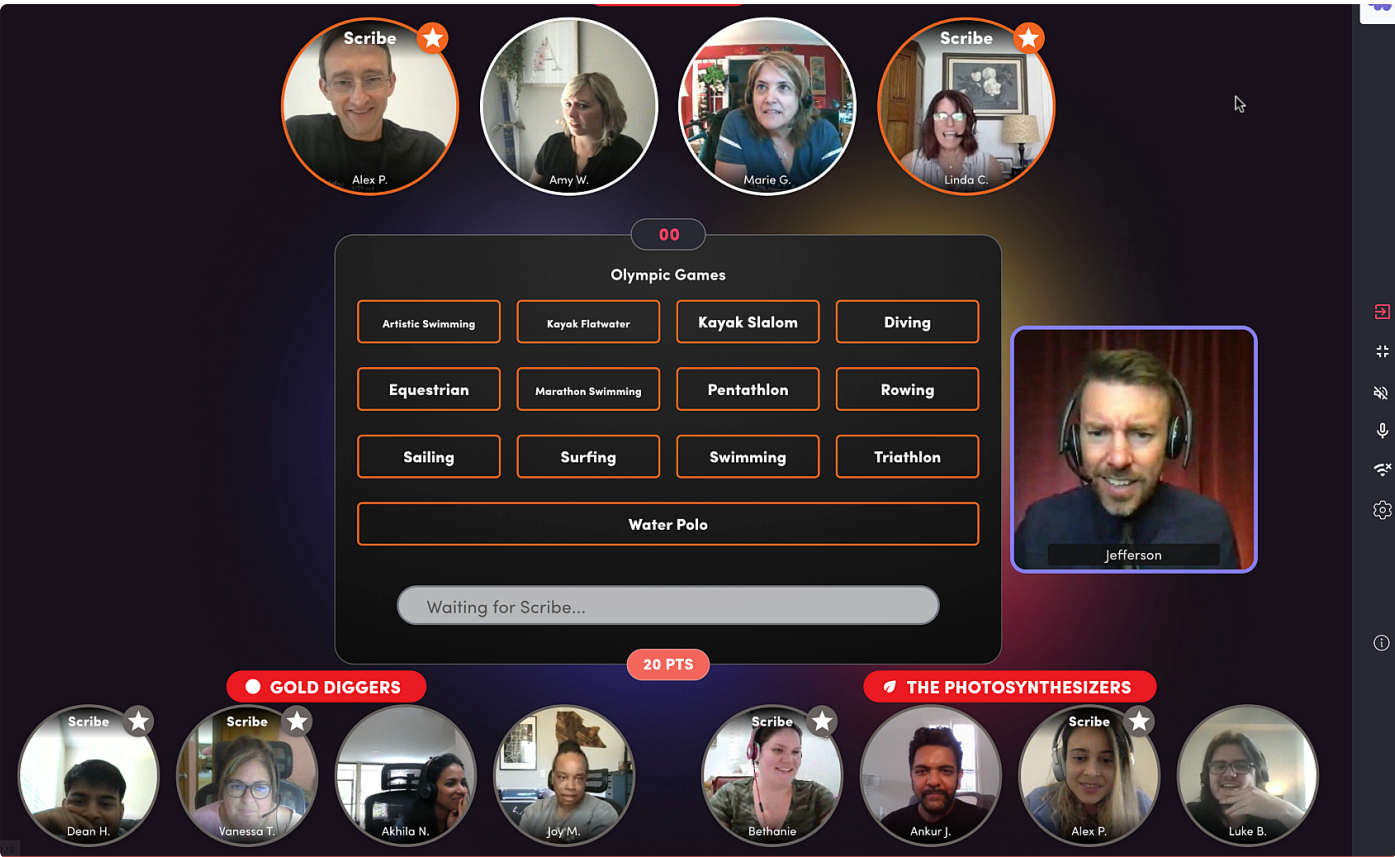 Scribe
Scribe
Alex P.
Amy W.
Marie G.
Linda C.
00
Olympic Games
Artistic Swimming
Kayak Flatwater
Kayak Slalom
Diving
Equestrian
Marathon Swimming
Pentathlon
Rowing
Sailing
Surfing
Swimming
Triathlon
Water Polo
Jefferson
Waiting for Scribe...
20 PTS
GOLD DIGGERS
THE PHOTOSYNTHESIZERS
Scribe
Scribe
Scribe
Scribe
Dean H.
Vanessa T.
Akhila N.
Joy M.
Bethanie
Ankur J.
Alex P.
Luke B.